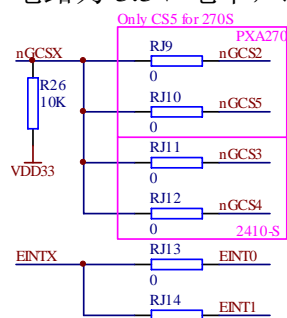 Only CS5 for 270S
PXA270
nGCSX
RJ9
nGCS2
0
R26
10K
RJ10
nGCS5
0
RJ11
nGCS3
0
VDD33
RJ12
nGCS4
0
2410-S
EINTX
RJ13
EINT0
0
RJ14
EINT1